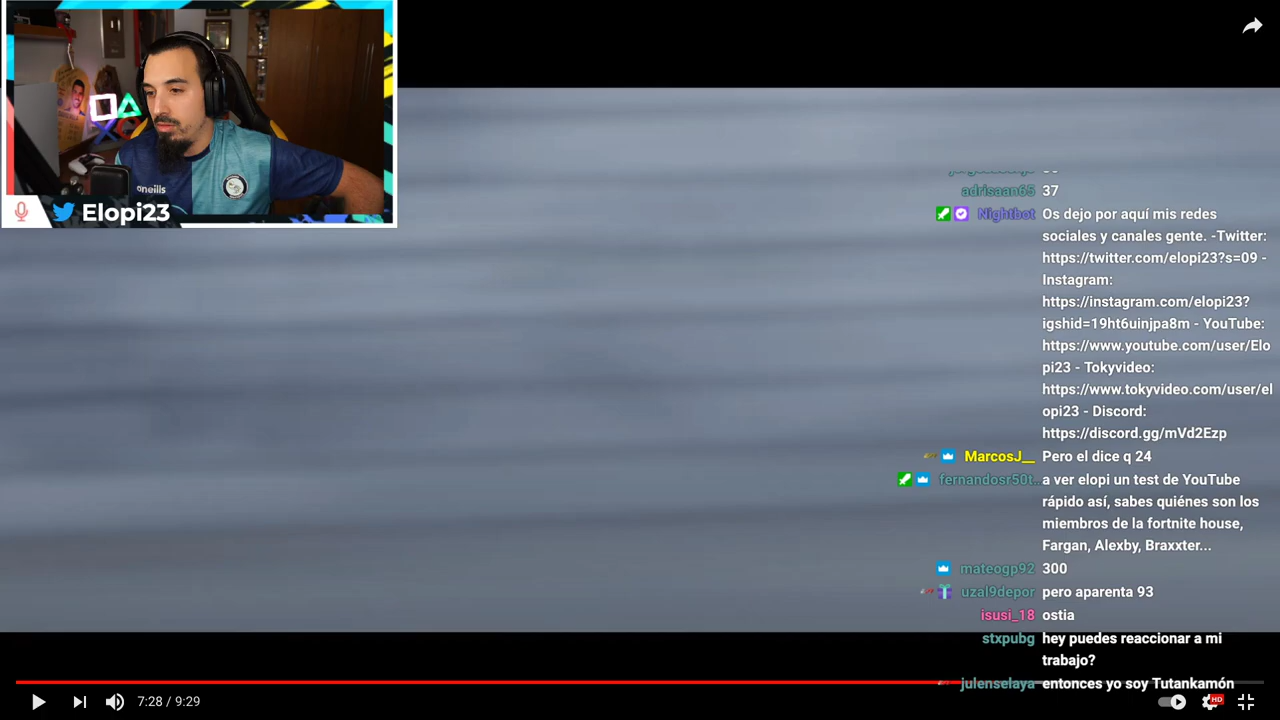 oneills
Elopi23
adrisaan65 37
Nightbot Os dejo por aquí mis redes
sociales y canales gente. -Twitter:
https://twitter.com/elopi23?s=09 -
Instagram:
https://instagram.com/elopi23?
igshid=19ht6uinjpa8m - YouTube:
https://www.youtube.com/user/Elo
pi23 - Tokyvideo:
https://www.tokyvideo.com/user/el
opi23 - Discord:
https://discord.gg/mVd2Ezp
MarcosJ__ Pero el dice q 24
fernandosr50t... a ver elopi un test de YouTube
rápido así, sabes quiénes son los
miembros de la fortnite house,
Fargan, Alexby, Braxxter...
mateogp92 300
uzal9depor pero aparenta 93
isusi_18 ostia
stxpubg hey puedes reaccionar a mi
trabajo?
julenselaya entonces yo soy Tutankamón
7:28 / 9:29
HD